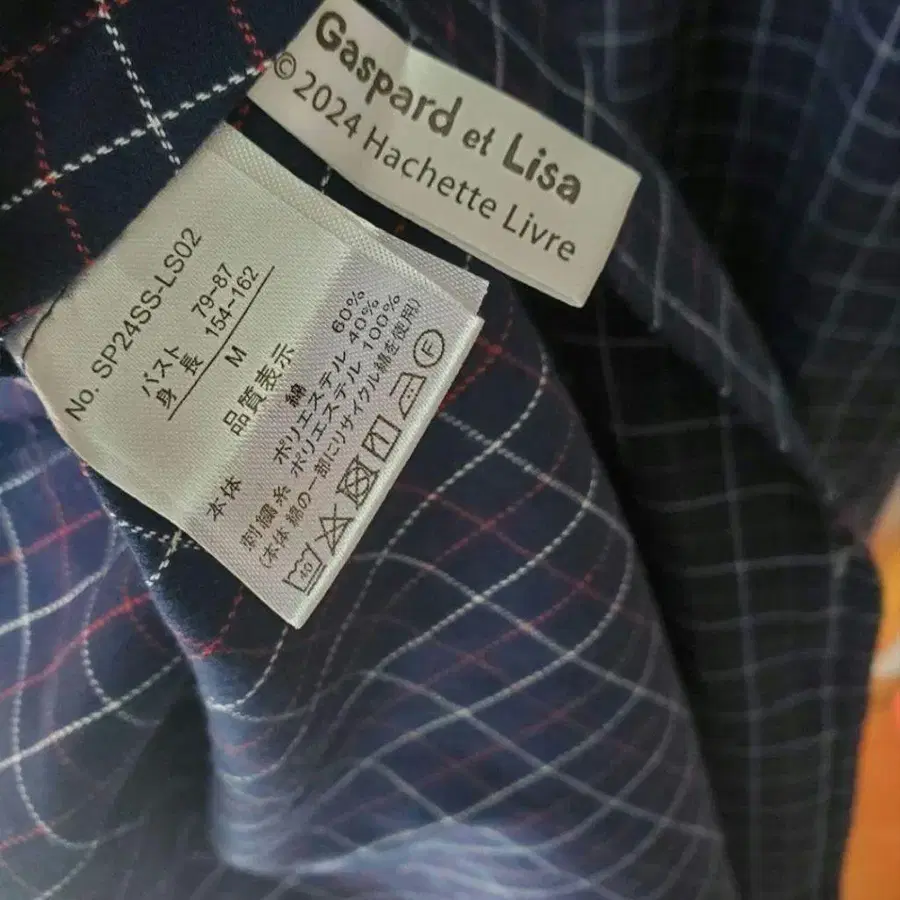 Gaspard et Lisa
© 2024 Hachette Livre
No. SP24SS-LS02
バスト 79~87
身長 154~162
M
品質表示
本体 綿 60%
ポリエステル 40%
刺繍糸 ポリエステル 100%
(本体 綿の一部にリサイクル綿を使用)
40
F